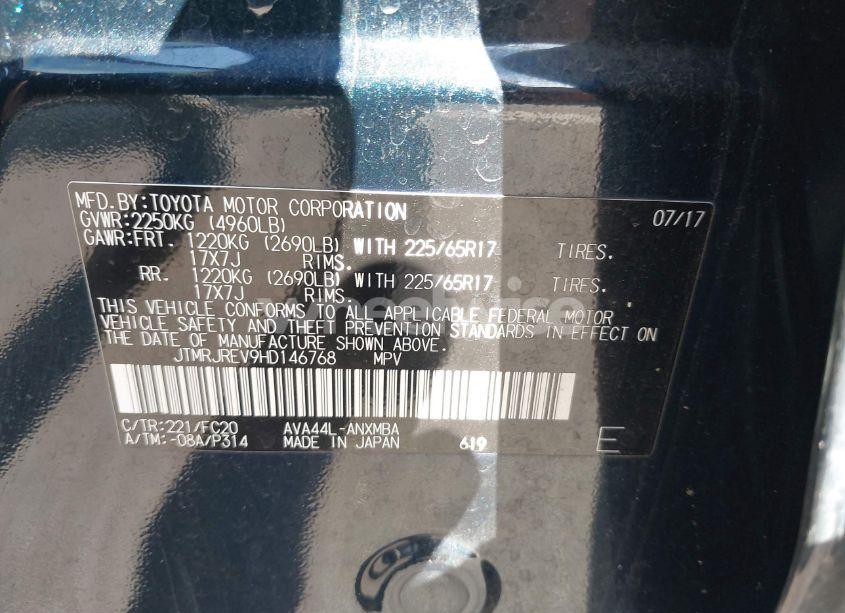 MFD.BY:TOYOTA MOTOR CORPORATION 07/17
GVWR:2250KG (4960LB)
GAWR:FRT. 1220KG (2690LB) WITH 225/65R17 TIRES.
17X7J RIMS.
RR. 1220KG (2690LB) WITH 225/65R17 TIRES.
17X7J RIMS.
THIS VEHICLE CONFORMS TO ALL APPLICABLE FEDERAL MOTOR
VEHICLE SAFETY AND THEFT PREVENTION STANDARDS IN EFFECT ON
THE DATE OF MANUFACTURE SHOWN ABOVE.
JTMRJREV9HD146768 MPV
C/TR:221/FC20 AVA44L-ANXMBA
A/TM:-08A/P314 MADE IN JAPAN 619 E